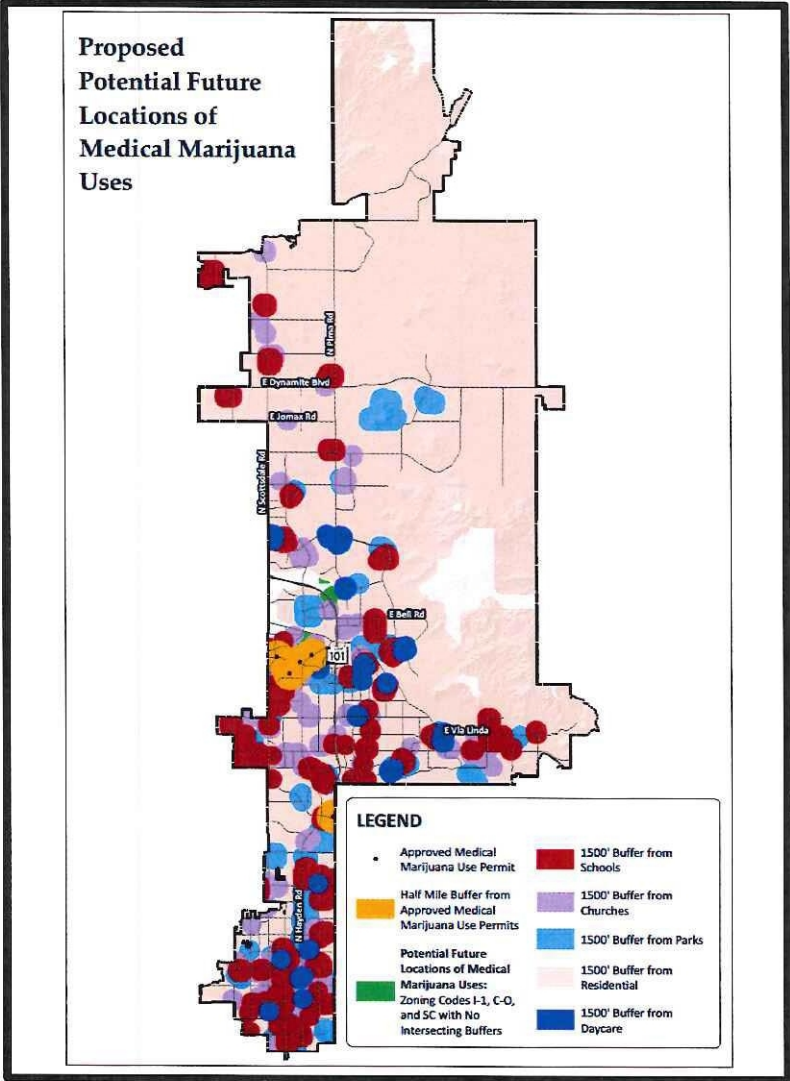 Proposed
Potential Future
Locations of
Medical Marijuana
Uses
N Pima Rd
E Dynamite Blvd
E Jomax Rd
N Scottsdale Rd
E Bell Rd
101
E Via Linda
N Hayden Rd
LEGEND
Approved Medical
Marijuana Use Permit
Half Mile Buffer from
Approved Medical
Marijuana Use Permits
Potential Future
Locations of Medical
Marijuana Uses:
Zoning Codes I-1, C-O,
and SC with No
Intersecting Buffers
1500' Buffer from
Schools
1500' Buffer from
Churches
1500' Buffer from Parks
1500' Buffer from
Residential
1500' Buffer from
Daycare